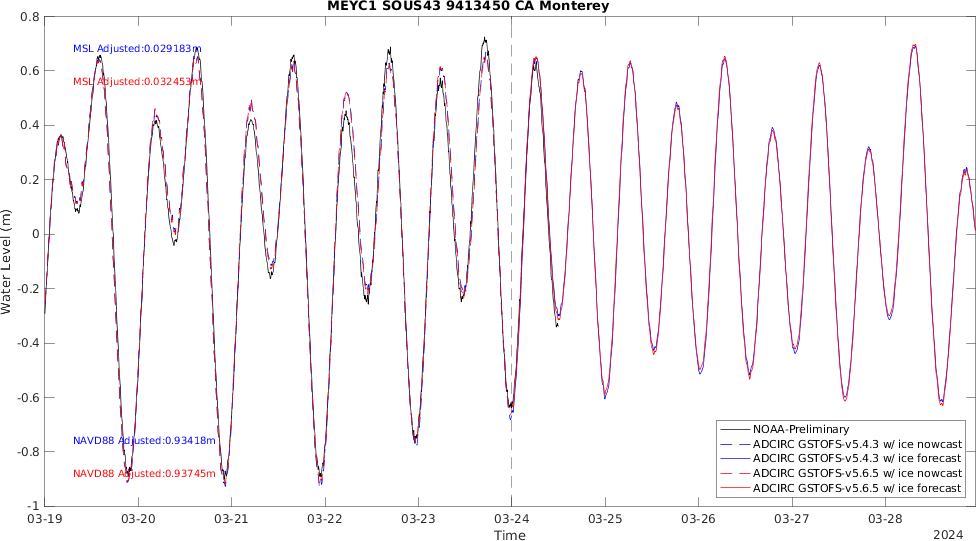 MEYC1 SOUS43 9413450 CA Monterey
0.8
0.6
0.4
0.2
0
-0.2
-0.4
-0.6
-0.8
-1
Water Level (m)
MSL Adjusted:0.029183m
MSL Adjusted:0.032453m
NAVD88 Adjusted:0.93418m
NAVD88 Adjusted:0.93745m
NOAA-Preliminary
ADCIRC GSTOFS-v5.4.3 w/ ice nowcast
ADCIRC GSTOFS-v5.4.3 w/ ice forecast
ADCIRC GSTOFS-v5.6.5 w/ ice nowcast
ADCIRC GSTOFS-v5.6.5 w/ ice forecast
03-19 03-20 03-21 03-22 03-23 03-24 03-25 03-26 03-27 03-28
Time
2024